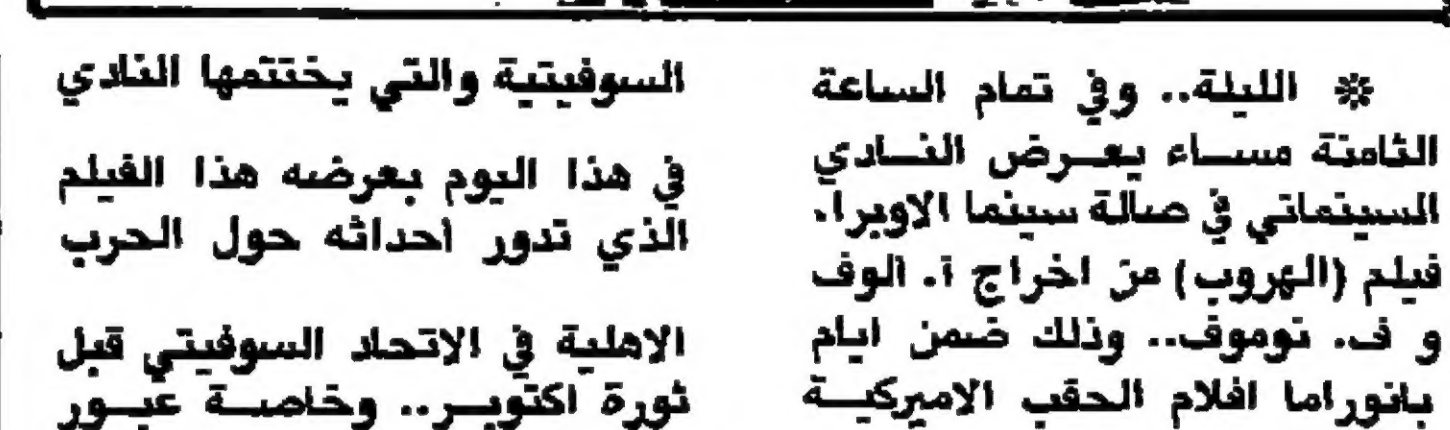 ❊ الليلة.. وفي تمام الساعة
الثامنة مساء يعرض النادي
السينمائي في صالة سينما الاوبرا.
فيلم (الهروب) من اخراج آ. الوف
و ف. نوموف.. وذلك ضمن ايام
بانوراما افلام الحقب الاميركية
السوفيتية والتي يختتمها النادي
في هذا اليوم بعرضه هذا الفيلم
الذي تدور احداثه حول الحرب
الاهلية في الاتحاد السوفيتي قبل
ثورة اكتوبر.. وخاصة عبور